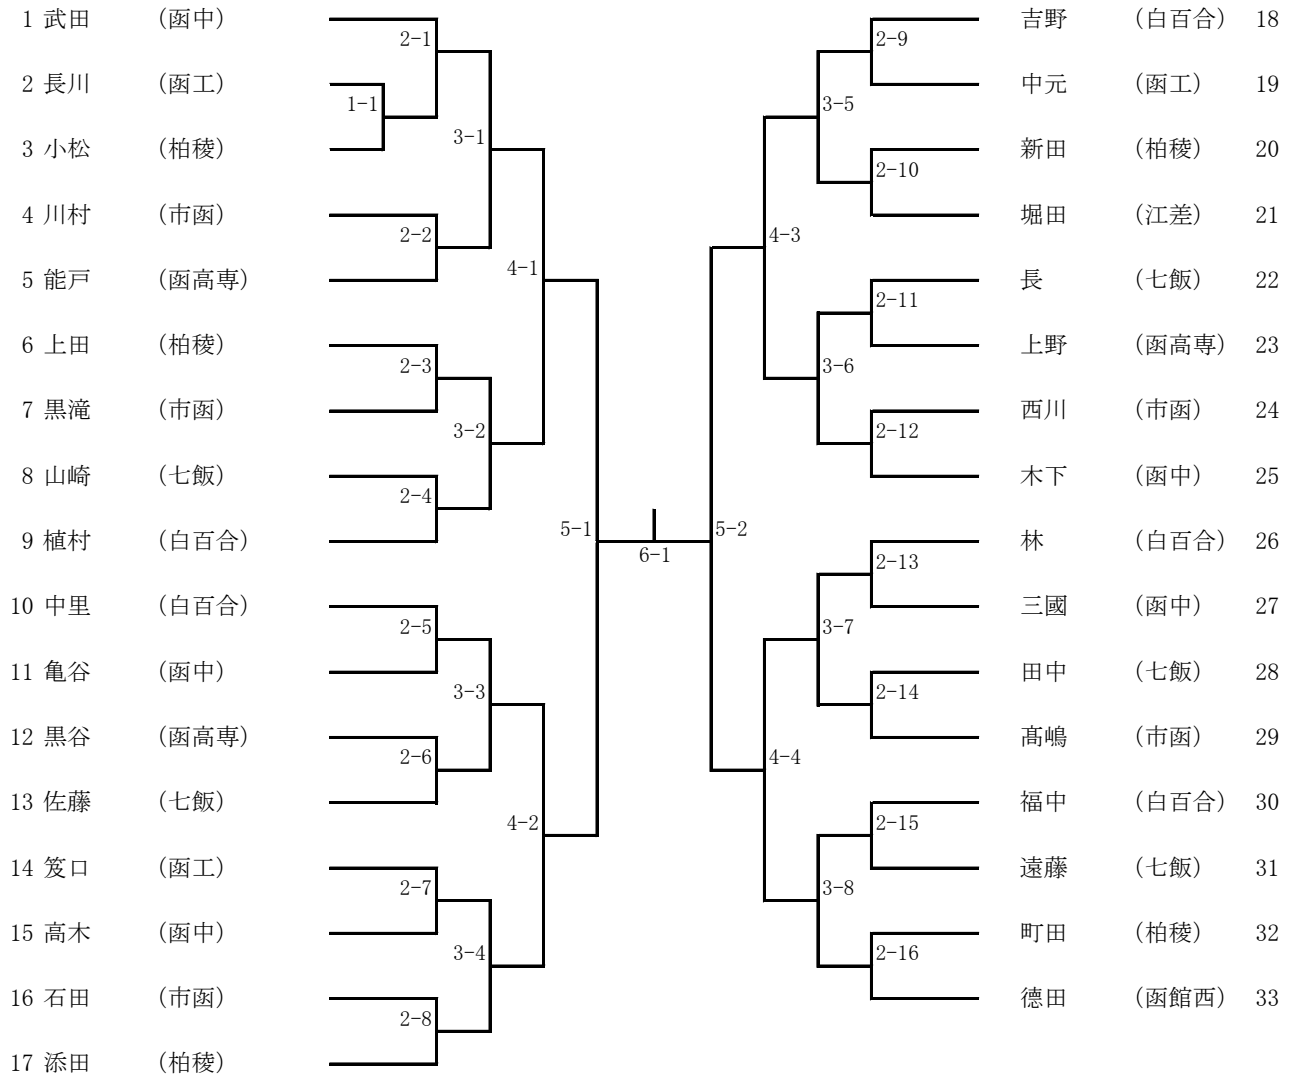 1 武田 （函中）
2-1
2 長川 （函工）
1-1
3-1
3 小松 （柏稜）
4 川村 （市函）
2-2
4-1
5 能戸 （函高専）
6 上田 （柏稜）
2-3
7 黒滝 （市函）
3-2
8 山崎 （七飯）
2-4
5-1
9 植村 （白百合）
6-1
10 中里 （白百合）
2-5
11 亀谷 （函中）
3-3
12 黒谷 （函高専）
2-6
13 佐藤 （七飯）
4-2
14 笈口 （函工）
2-7
15 高木 （函中）
3-4
16 石田 （市函）
2-8
17 添田 （柏稜）
吉野 （白百合） 18
2-9
中元 （函工） 19
3-5
新田 （柏稜） 20
2-10
堀田 （江差） 21
4-3
長 （七飯） 22
2-11
上野 （函高専） 23
3-6
西川 （市函） 24
2-12
木下 （函中） 25
5-2
林 （白百合） 26
2-13
三國 （函中） 27
3-7
田中 （七飯） 28
2-14
髙嶋 （市函） 29
4-4
福中 （白百合） 30
2-15
遠藤 （七飯） 31
3-8
町田 （柏稜） 32
2-16
德田 （函館西） 33